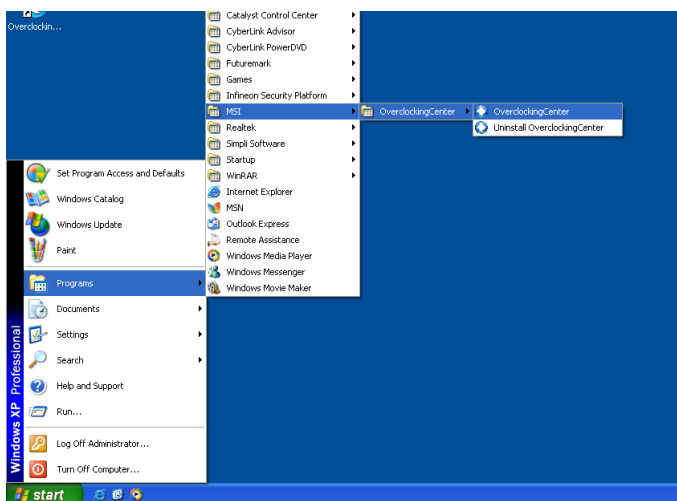 Overclockin...
Catalyst Control Center
CyberLink Advisor
CyberLink PowerDVD
Futuremark
Games
Infineon Security Platform
MSI
Realtek
Simpli Software
Startup
WinRAR
Internet Explorer
MSN
Outlook Express
Remote Assistance
Windows Media Player
Windows Messenger
Windows Movie Maker
OverclockingCenter
OverclockingCenter
Uninstall OverclockingCenter
Set Program Access and Defaults
Windows Catalog
Windows Update
Paint
Programs
Documents
Settings
Search
Help and Support
Run...
Log Off Administrator...
Turn Off Computer...
Windows XP Professional
start